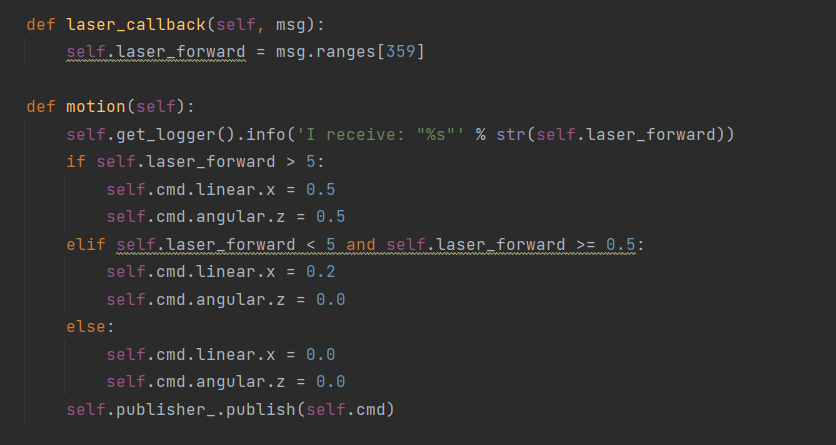 def laser_callback(self, msg):
    self.laser_forward = msg.ranges[359]

def motion(self):
    self.get_logger().info('I receive: "%s"' % str(self.laser_forward))
    if self.laser_forward > 5:
        self.cmd.linear.x = 0.5
        self.cmd.angular.z = 0.5
    elif self.laser_forward < 5 and self.laser_forward >= 0.5:
        self.cmd.linear.x = 0.2
        self.cmd.angular.z = 0.0
    else:
        self.cmd.linear.x = 0.0
        self.cmd.angular.z = 0.0
    self.publisher_.publish(self.cmd)